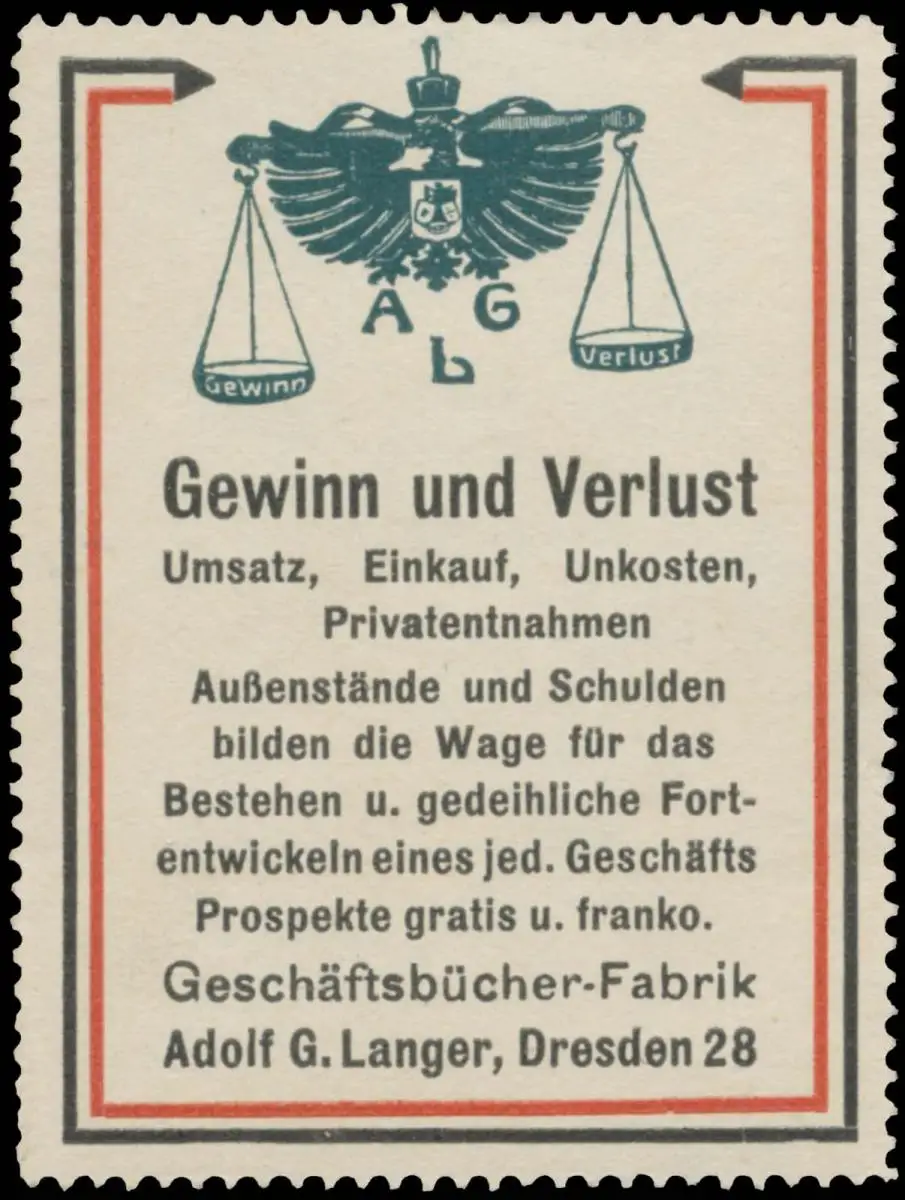 A G
L
Gewinn
Verlust
Gewinn und Verlust
Umsatz, Einkauf, Unkosten,
Privatentnahmen
Außenstände und Schulden
bilden die Wage für das
Bestehen u. gedeihliche Fort-
entwickeln eines jed. Geschäfts
Prospekte gratis u. franko.
Geschäftsbücher-Fabrik
Adolf G. Langer, Dresden 28